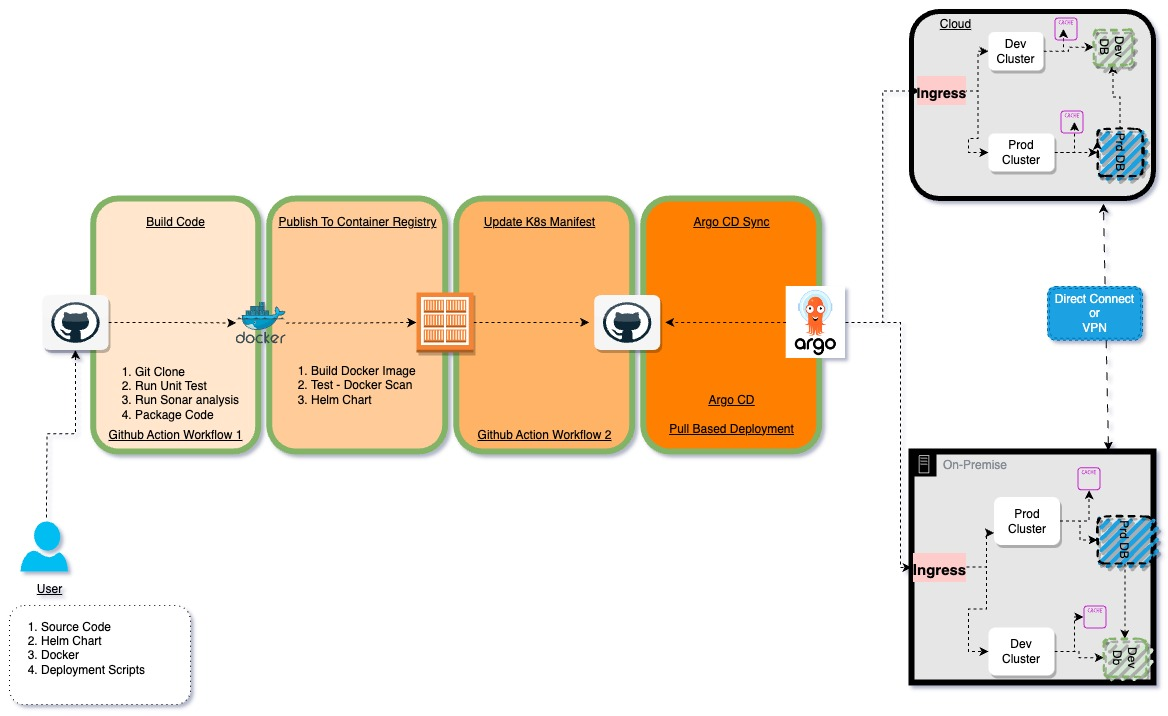 Cloud
CACHE
Dev
Cluster
Dev
DB
Ingress
CACHE
Prod
Cluster
Prd DB
Build Code
Publish To Container Registry
Update K8s Manifest
Argo CD Sync
docker
argo
Direct Connect
or
VPN
1. Git Clone
2. Run Unit Test
3. Run Sonar analysis
4. Package Code
1. Build Docker Image
2. Test - Docker Scan
3. Helm Chart
Argo CD
Github Action Workflow 1
Github Action Workflow 2
Pull Based Deployment
On-Premise
CACHE
Prod
Cluster
Prd DB
Ingress
CACHE
Dev
Cluster
Dev
Db
User
1. Source Code
2. Helm Chart
3. Docker
4. Deployment Scripts